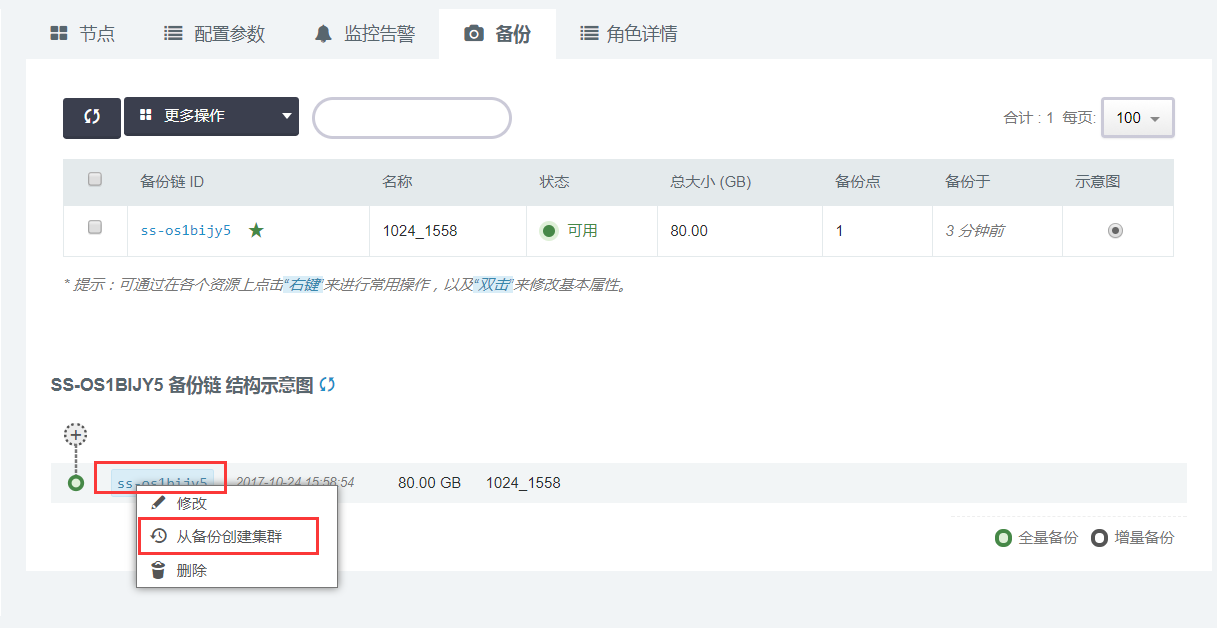 节点 配置参数 监控告警 备份 角色详情
更多操作 合计 : 1 每页: 100
备份链 ID 名称 状态 总大小 (GB) 备份点 备份于 示意图
ss-os1bijy5 1024_1558 可用 80.00 1 3 分钟前
* 提示：可通过在各个资源上点击“右键”来进行常用操作，以及“双击”来修改基本属性。
SS-OS1BIJY5 备份链 结构示意图
ss-os1bijy5 2017-10-24 15:58:54 80.00 GB 1024_1558
修改
从备份创建集群
全量备份 增量备份
删除